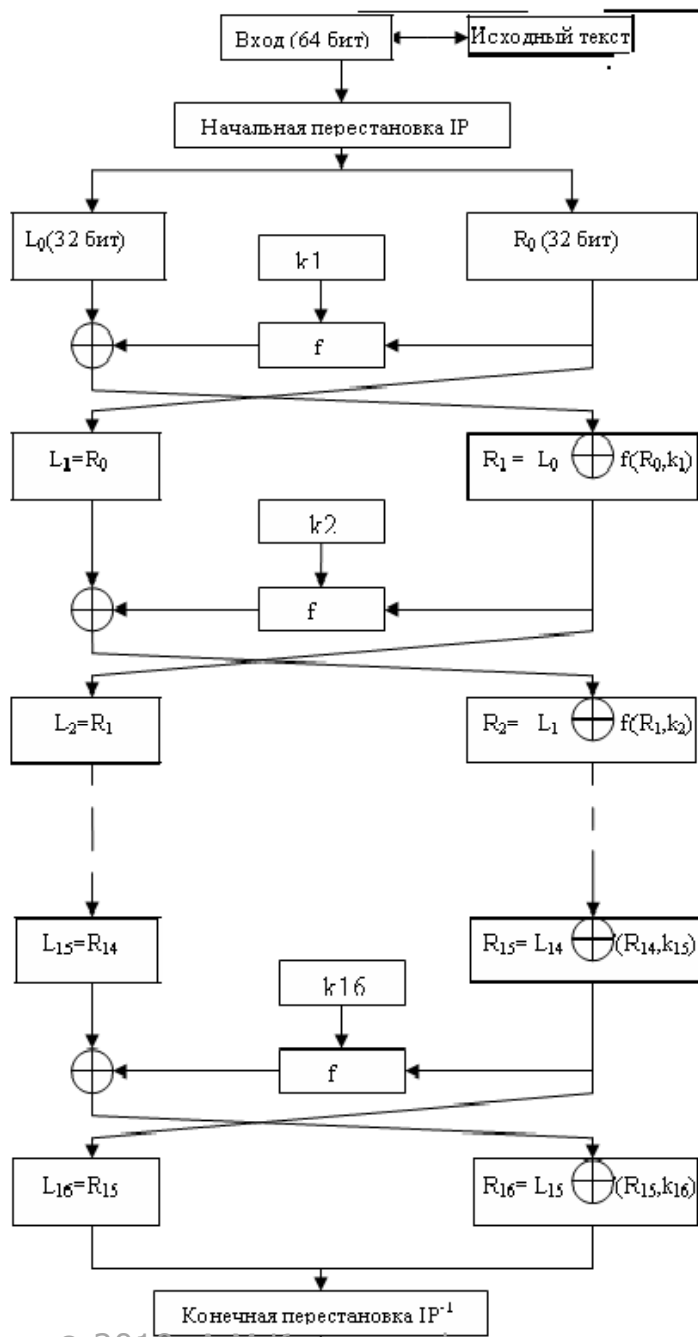 Вход (64 бит) Исходный текст
Начальная перестановка IP
L₀(32 бит) R₀ (32 бит)
k1
f
L₁=R₀ R₁ = L₀ ⊕ f(R₀,k₁)
k2
f
L₂=R₁ R₂= L₁ ⊕ f(R₁,k₂)
L₁₅=R₁₄ R₁₅= L₁₄ ⊕ (R₁₄,k₁₅)
k16
f
L₁₆=R₁₅ R₁₆= L₁₅ ⊕ (R₁₅,k₁₆)
Конечная перестановка IP⁻¹